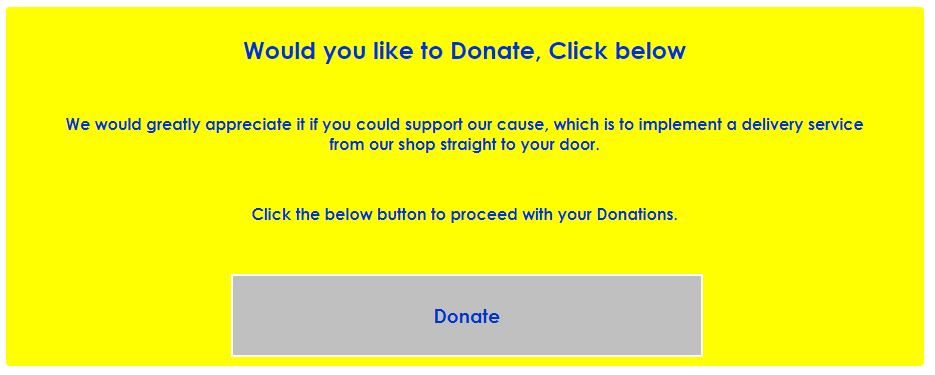 Would you like to Donate, Click below
We would greatly appreciate it if you could support our cause, which is to implement a delivery service
from our shop straight to your door.
Click the below button to proceed with your Donations.
Donate